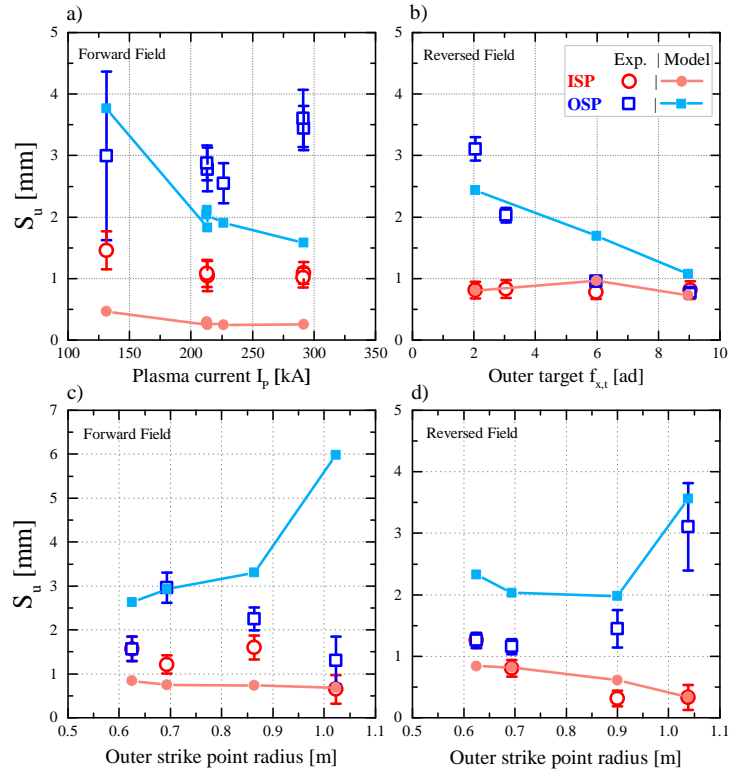 a)
b)
Forward Field
Reversed Field
Exp. | Model
ISP
OSP
S_u [mm]
5
4
3
2
1
0
100 150 200 250 300 350
Plasma current I_P [kA]
5
4
3
2
1
0
0 2 4 6 8 10
Outer target f_{x,t} [ad]
c)
d)
Forward Field
Reversed Field
S_u [mm]
7
6
5
4
3
2
1
0
0.5 0.6 0.7 0.8 0.9 1.0 1.1
Outer strike point radius [m]
5
4
3
2
1
0
0.5 0.6 0.7 0.8 0.9 1.0 1.1
Outer strike point radius [m]